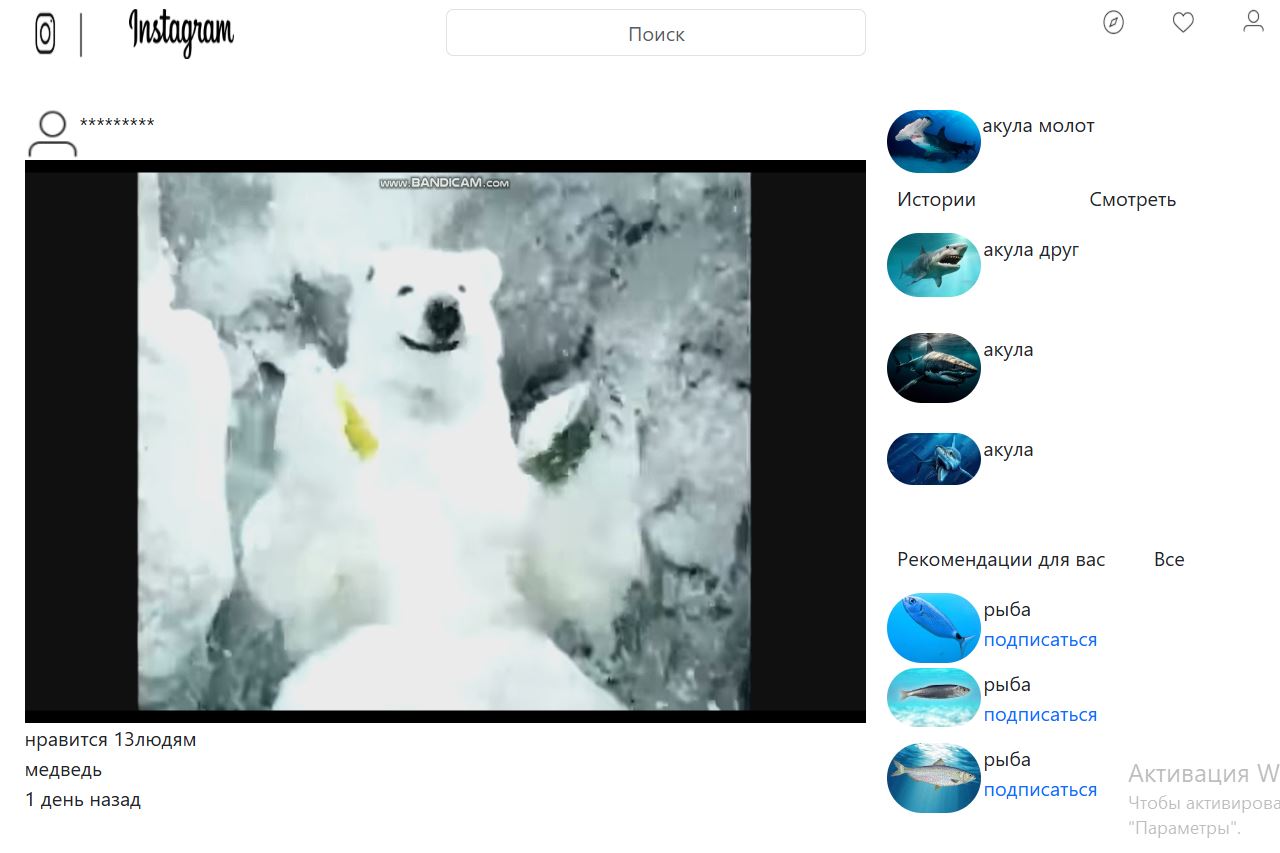 Instagram
Поиск
*********
www.BANDICAM.com
нравится 13людям
медведь
1 день назад
акула молот
Истории
Смотреть
акула друг
акула
акула
Рекомендации для вас
Все
рыба
подписаться
рыба
подписаться
рыба
подписаться
Активация W
Чтобы активирова
"Параметры".